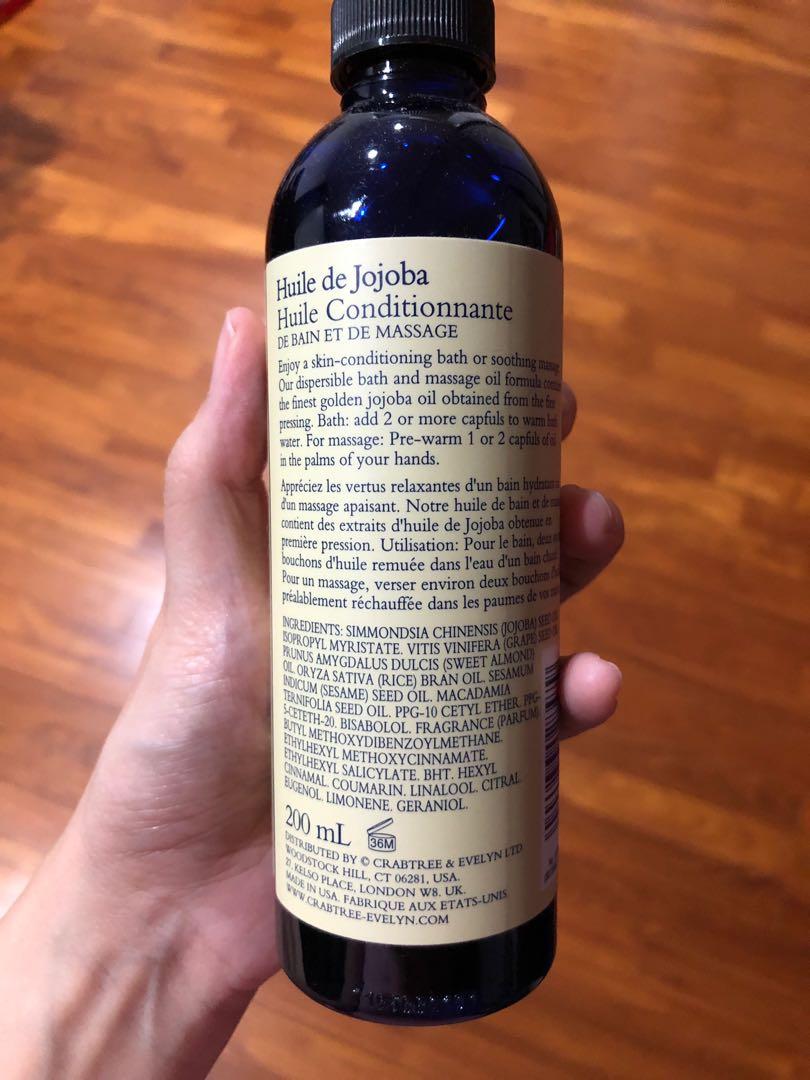 Huile de Jojoba
Huile Conditionnante
DE BAIN ET DE MASSAGE
Enjoy a skin-conditioning bath or soothing
Our dispersible bath and massage oil formula
the finest golden jojoba oil obtained from the first
pressing. Bath: add 2 or more capfuls to warm bath
water. For massage: Pre-warm 1 or 2 capfuls of oil
in the palms of your hands.
Appréciez les vertus relaxantes d'un bain
d'un massage apaisant. Notre huile de bain et de
contient des extraits d'huile de Jojoba obtenue en
première pression. Utilisation: Pour le bain, deux
bouchons d'huile remuée dans l'eau d'un bain chaud
Pour un massage, verser environ deux bouchons
préalablement réchauffée dans les paumes de vos
INGREDIENTS: SIMMONDSIA CHINENSIS (JOJOBA) SEED
ISOPROPYL MYRISTATE. VITIS VINIFERA (GRAPE) SEED
PRUNUS AMYGDALUS DULCIS (SWEET ALMOND)
OIL. ORYZA SATIVA (RICE) BRAN OIL. SESAMUM
INDICUM (SESAME) SEED OIL. MACADAMIA
TERNIFOLIA SEED OIL. PPG-10 CETYL ETHER. PPG-
5-CETETH-20. BISABOLOL. FRAGRANCE (PARFUM).
BUTYL METHOXYDIBENZOYLMETHANE.
ETHYLHEXYL METHOXYCINNAMATE.
ETHYLHEXYL SALICYLATE. BHT. HEXYL
CINNAMAL. COUMARIN. LINALOOL. CITRAL.
EUGENOL. LIMONENE. GERANIOL.
200 mL 36M
DISTRIBUTED BY © CRABTREE & EVELYN LTD
WOODSTOCK HILL, CT 06281, USA.
27, KELSO PLACE, LONDON W8. UK.
MADE IN USA. FABRIQUE AUX ETATS-UNIS
WWW.CRABTREE-EVELYN.COM